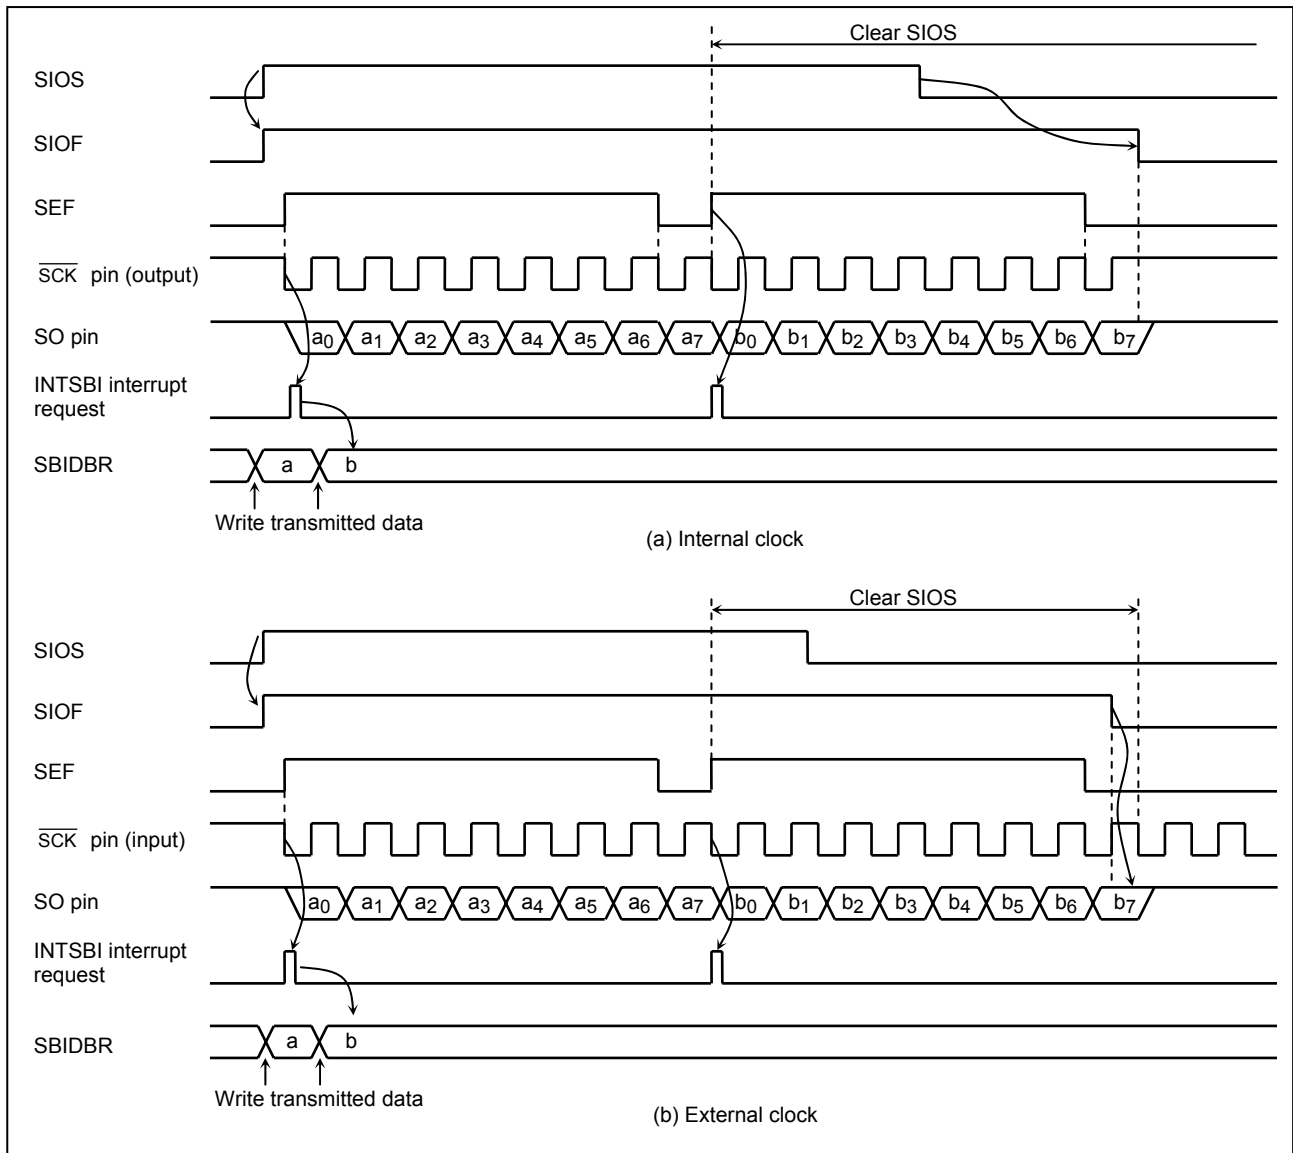 Clear SIOS
SIOS
SIOF
SEF
SCK pin (output)
SO pin
a0 a1 a2 a3 a4 a5 a6 a7 b0 b1 b2 b3 b4 b5 b6 b7
INTSBI interrupt
request
SBIDBR
a b
Write transmitted data
(a) Internal clock
Clear SIOS
SIOS
SIOF
SEF
SCK pin (input)
SO pin
a0 a1 a2 a3 a4 a5 a6 a7 b0 b1 b2 b3 b4 b5 b6 b7
INTSBI interrupt
request
SBIDBR
a b
Write transmitted data
(b) External clock